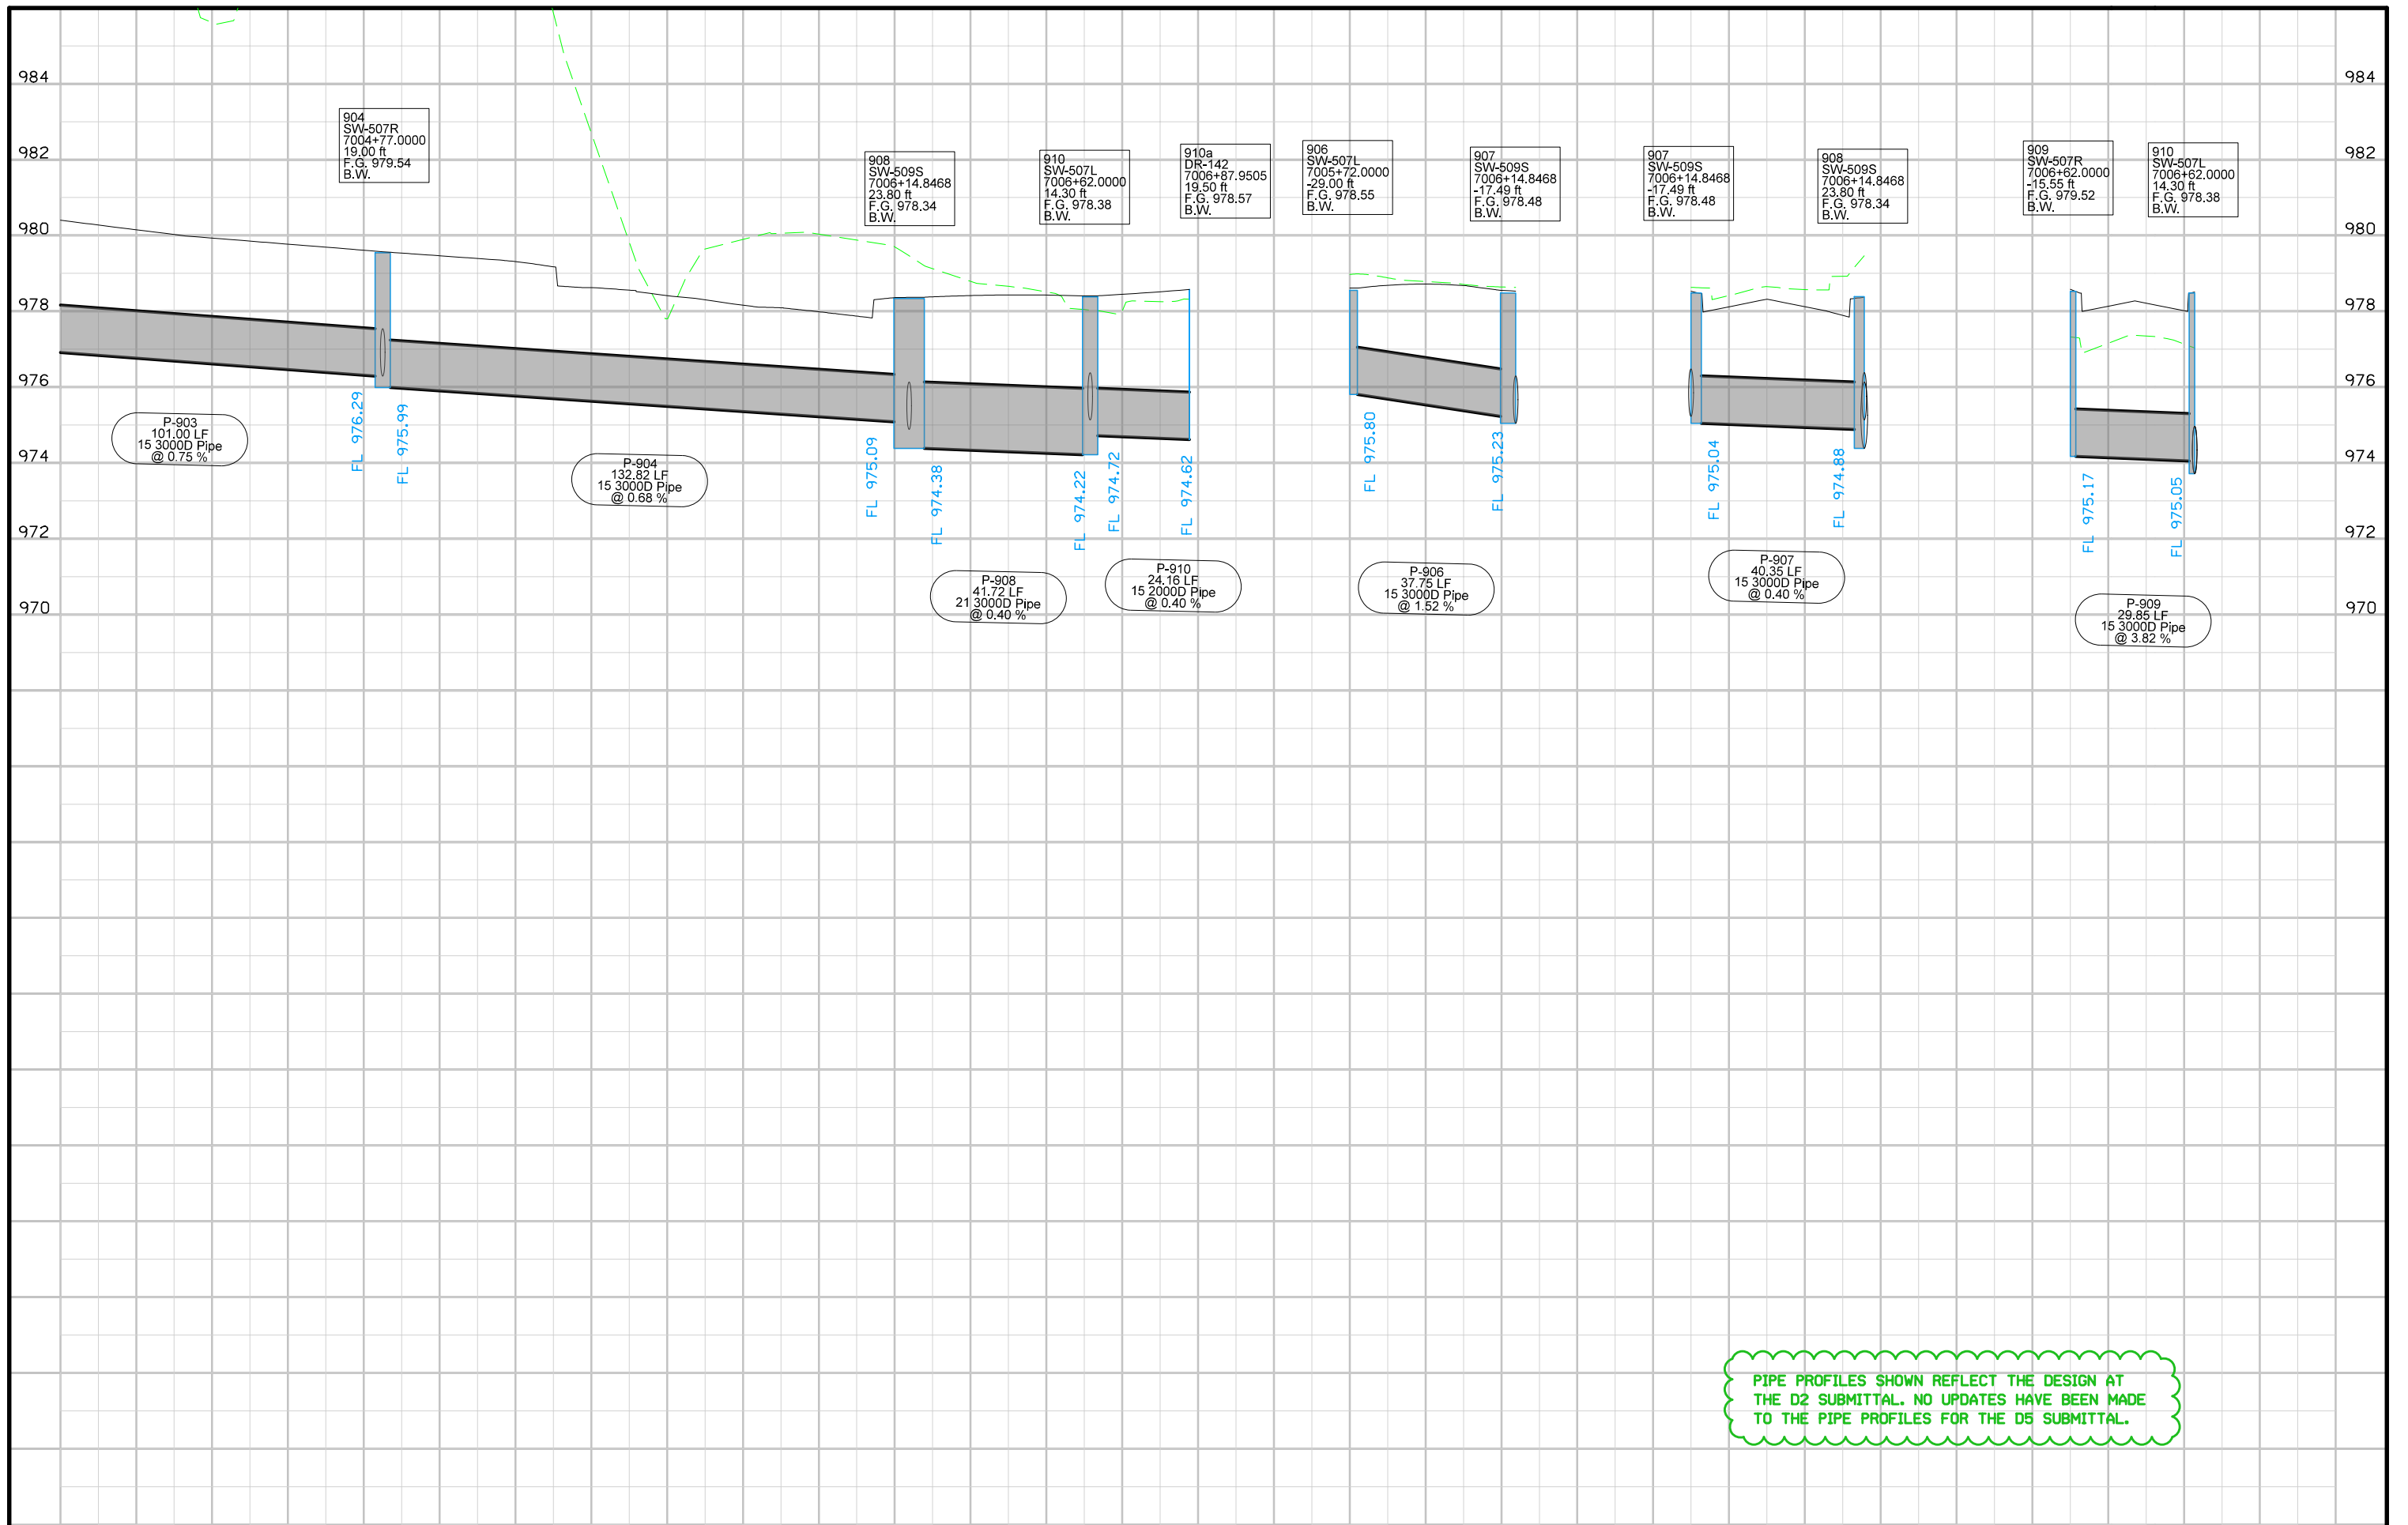 984
984
982
982
980
980
978
978
976
976
974
974
972
972
970
970
904
SW-507R
7004+77.0000
19.00 ft
F.G. 979.54
B.W.
908
SW-509S
7006+14.8468
23.80 ft
F.G. 978.34
B.W.
910
SW-507L
7006+62.0000
14.30 ft
F.G. 978.38
B.W.
910a
DR-142
7006+87.9505
19.50 ft
F.G. 978.57
B.W.
906
SW-507L
7005+72.0000
-29.00 ft
F.G. 978.55
B.W.
907
SW-509S
7006+14.8468
-17.49 ft
F.G. 978.48
B.W.
907
SW-509S
7006+14.8468
-17.49 ft
F.G. 978.48
B.W.
908
SW-509S
7006+14.8468
23.80 ft
F.G. 978.34
B.W.
909
SW-507R
7006+62.0000
-15.55 ft
F.G. 979.52
B.W.
910
SW-507L
7006+62.0000
14.30 ft
F.G. 978.38
B.W.
FL 976.29
FL 975.99
FL 975.09
FL 974.38
FL 974.22
FL 974.72
FL 974.62
FL 975.80
FL 975.23
FL 975.04
FL 974.88
FL 975.17
FL 975.05
P-903
101.00 LF
15 3000D Pipe
@ 0.75 %
P-904
132.82 LF
15 3000D Pipe
@ 0.68 %
P-908
41.72 LF
21 3000D Pipe
@ 0.40 %
P-910
24.16 LF
15 2000D Pipe
@ 0.40 %
P-906
37.75 LF
15 3000D Pipe
@ 1.52 %
P-907
40.35 LF
15 3000D Pipe
@ 0.40 %
P-909
29.85 LF
15 3000D Pipe
@ 3.82 %
PIPE PROFILES SHOWN REFLECT THE DESIGN AT
THE D2 SUBMITTAL. NO UPDATES HAVE BEEN MADE
TO THE PIPE PROFILES FOR THE D5 SUBMITTAL.